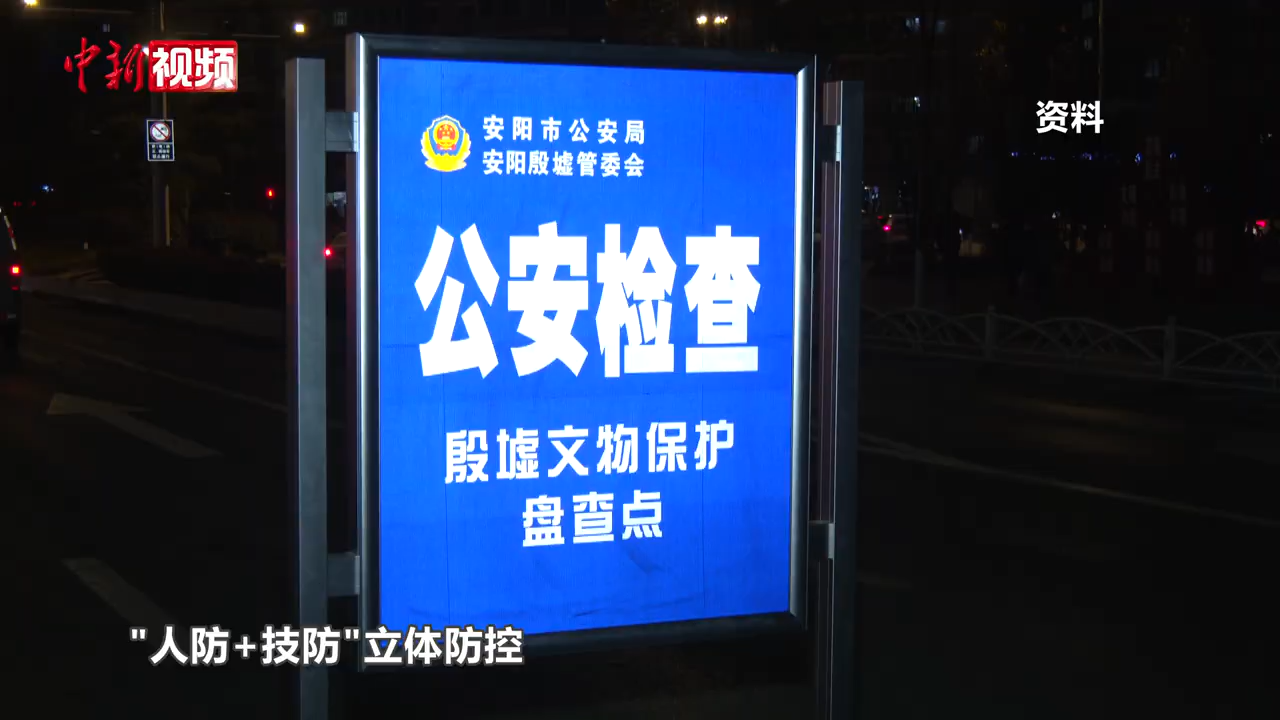 中新视频
资料
安阳市公安局
安阳殷墟管委会
公安检查
殷墟文物保护
盘查点
"人防+技防"立体防控